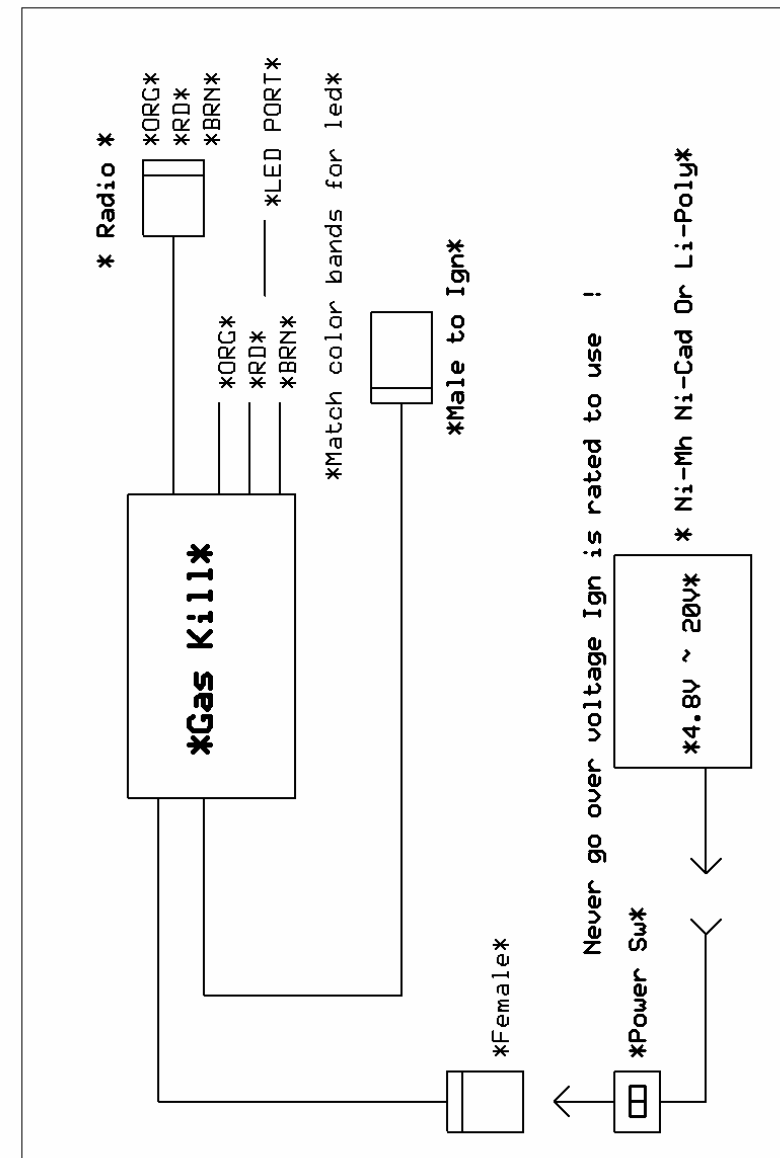 * Radio *
*ORG*
*RD*
*BRN*
*ORG*
*RD*
*BRN*
*LED PORT*
*Match color bands for led*
*Gas Kill*
*Male to Ign*
*Female*
Never go over voltage Ign is rated to use !
*Power Sw*
* Ni-Mh Ni-Cad Or Li-Poly*
*4.8V ~ 20V*